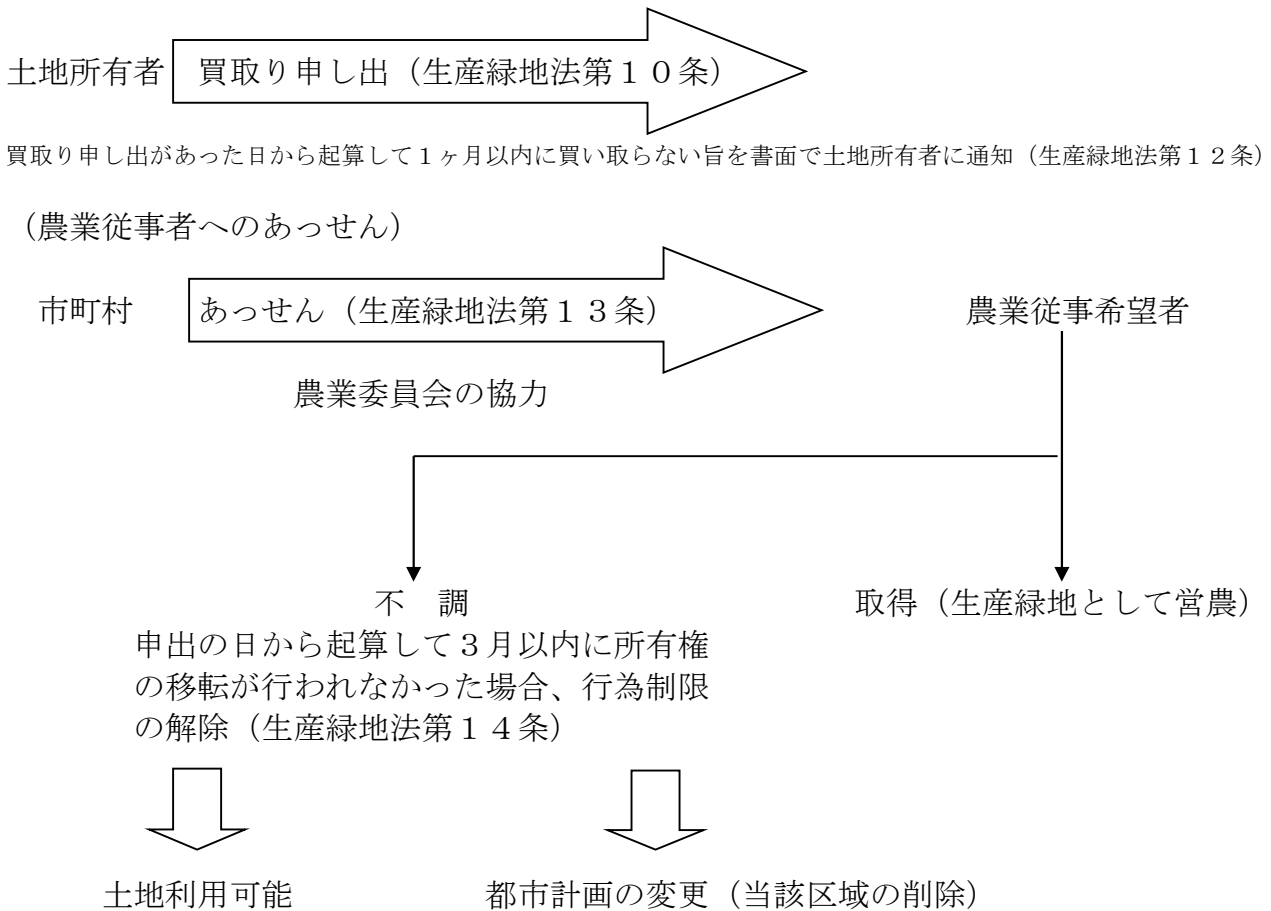 土地所有者 買取り申し出（生産緑地法第１０条）
買取り申し出があった日から起算して１ヶ月以内に買い取らない旨を書面で土地所有者に通知（生産緑地法第１２条）
（農業従事者へのあっせん）
市町村 あっせん（生産緑地法第１３条） 農業従事希望者
農業委員会の協力
不　調 取得（生産緑地として営農）
申出の日から起算して３月以内に所有権
の移転が行われなかった場合、行為制限
の解除（生産緑地法第１４条）
土地利用可能 都市計画の変更（当該区域の削除）